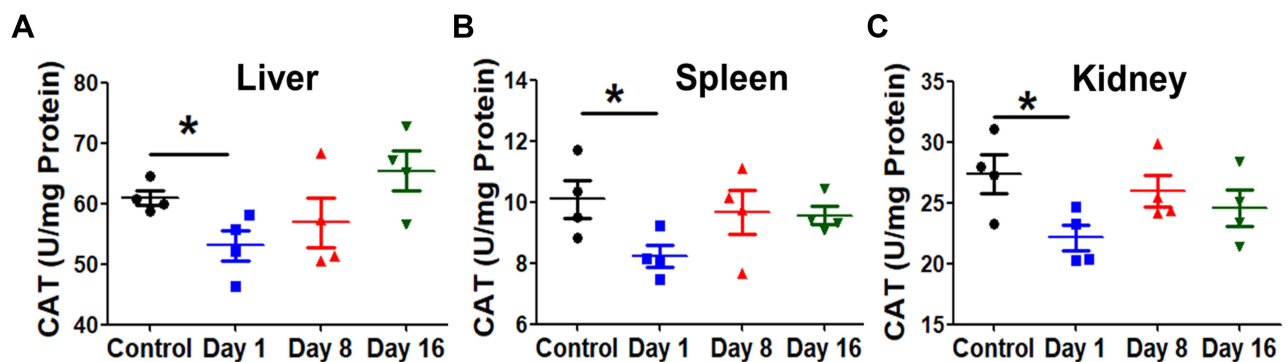 A
Liver
CAT (U/mg Protein)
80
70
60
50
40
*
Control Day 1 Day 8 Day 16
B
Spleen
CAT (U/mg Protein)
14
12
10
8
6
*
Control Day 1 Day 8 Day 16
C
Kidney
CAT (U/mg Protein)
35
30
25
20
15
*
Control Day 1 Day 8 Day 16